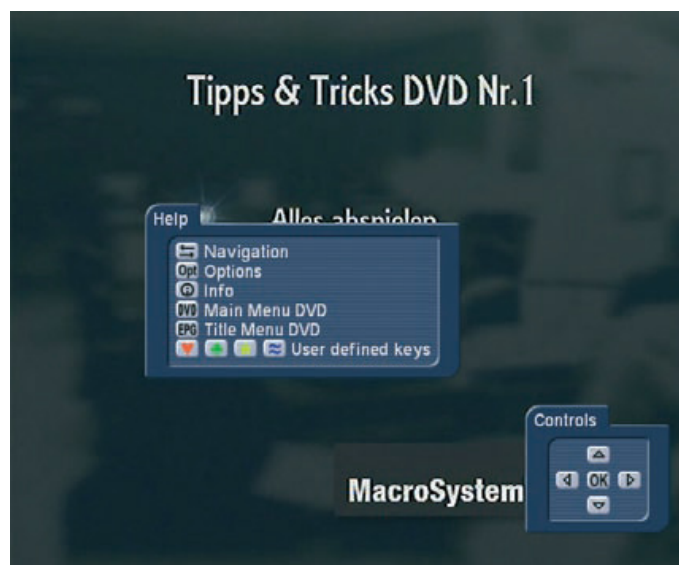 Tipps & Tricks DVD Nr.1
Alles abspielen
Help
Navigation
Opt Options
Info
DVD Main Menu DVD
EPG Title Menu DVD
User defined keys
Controls
OK
MacroSystem